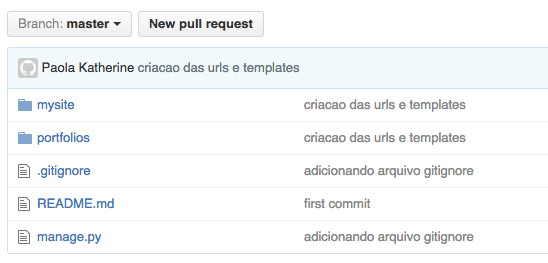 Branch: master New pull request
Paola Katherine criacao das urls e templates
mysite criacao das urls e templates
portfolios criacao das urls e templates
.gitignore adicionando arquivo gitignore
README.md first commit
manage.py adicionando arquivo gitignore